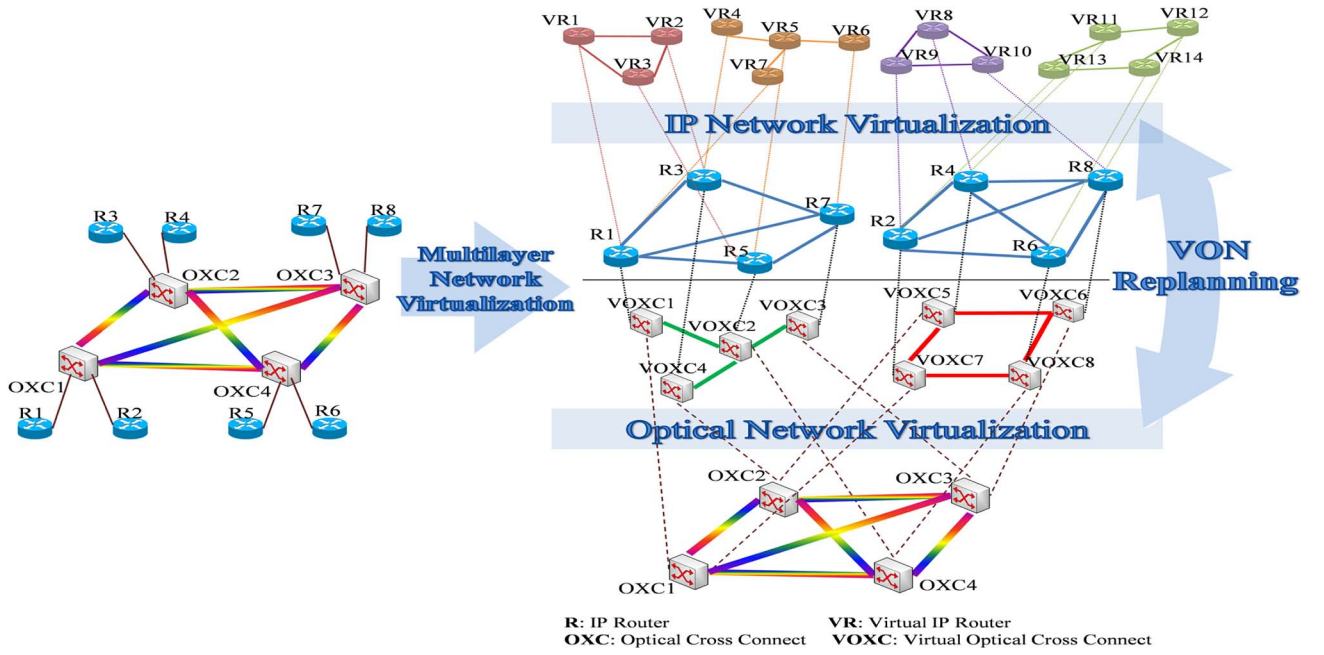 VR1
VR2
VR3
VR4
VR5
VR6
VR7
VR8
VR9
VR10
VR11
VR12
VR13
VR14
IP Network Virtualization
R3
R1
R5
R7
R4
R2
R6
R8
R3
R4
R7
R8
OXC2
OXC3
OXC1
OXC4
R1
R2
R5
R6
Multilayer
Network
Virtualization
VON
Replanning
VOXC1
VOXC2
VOXC3
VOXC4
VOXC5
VOXC6
VOXC7
VOXC8
Optical Network Virtualization
OXC2
OXC3
OXC1
OXC4
R: IP Router VR: Virtual IP Router
OXC: Optical Cross Connect VOXC: Virtual Optical Cross Connect